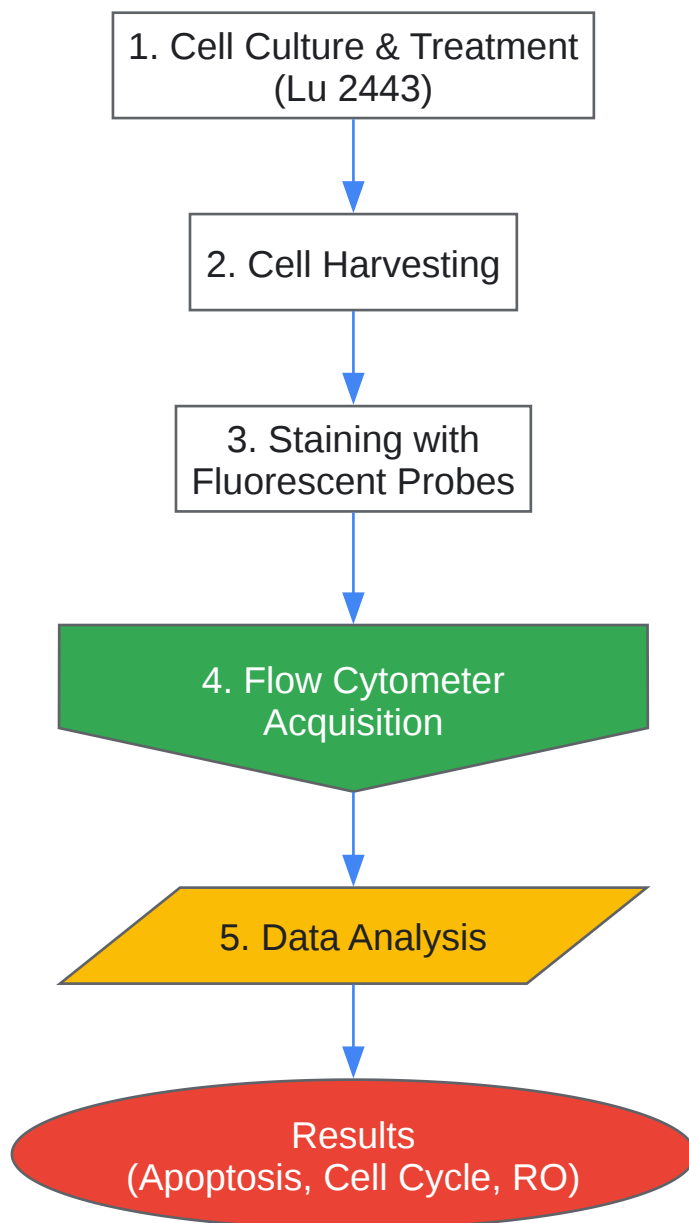 1. Cell Culture & Treatment
(Lu 2443)
2. Cell Harvesting
3. Staining with
Fluorescent Probes
4. Flow Cytometer
Acquisition
5. Data Analysis
Results
(Apoptosis, Cell Cycle, RO)